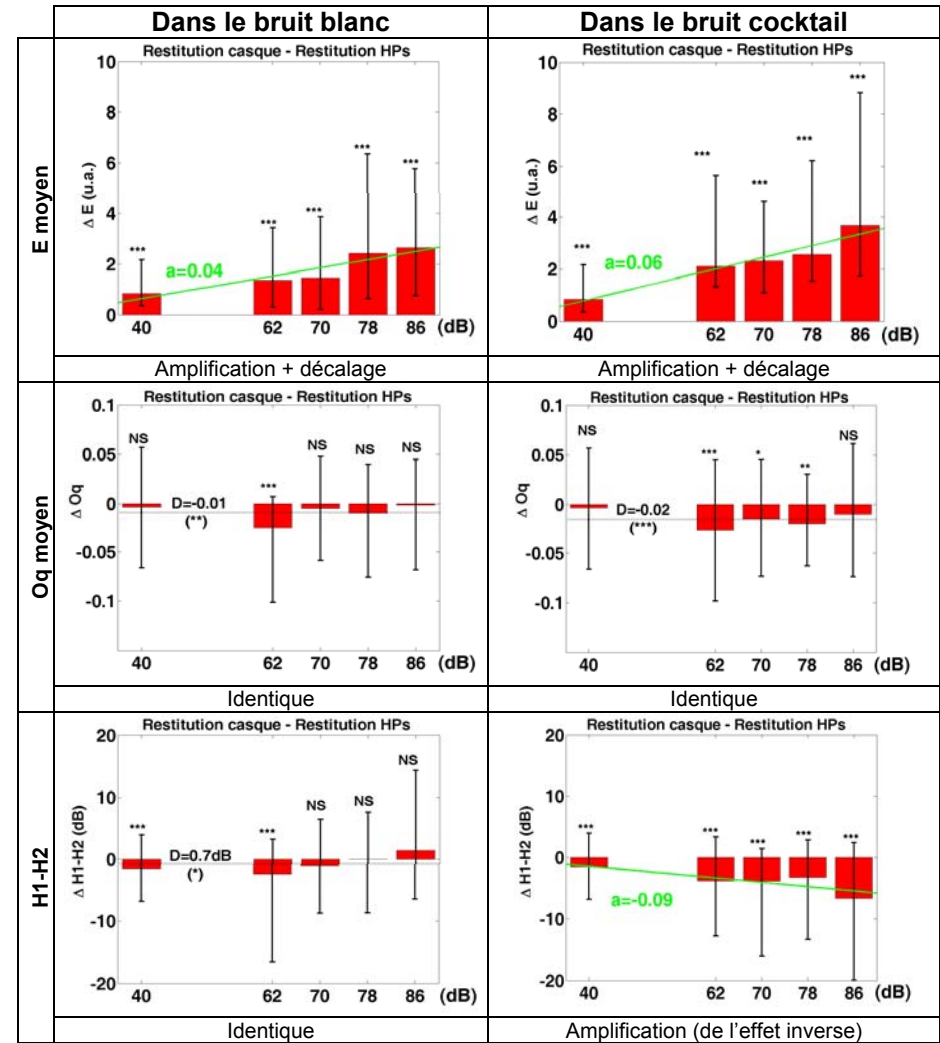 Dans le bruit blanc
Dans le bruit cocktail
E moyen
Restitution casque - Restitution HPs
10
8
6
4
2
0
Δ E (u.a.)
***
***
***
***
***
a=0.04
40
62
70
78
86
(dB)
Restitution casque - Restitution HPs
10
8
6
4
2
0
Δ E (u.a.)
***
***
***
***
***
a=0.06
40
62
70
78
86
(dB)
Amplification + décalage
Amplification + décalage
Oq moyen
Restitution casque - Restitution HPs
0.1
0.05
0
-0.05
-0.1
Δ Oq
NS
***
NS
NS
NS
D=-0.01
(**)
40
62
70
78
86
(dB)
Restitution casque - Restitution HPs
0.1
0.05
0
-0.05
-0.1
Δ Oq
NS
***
*
**
NS
D=-0.02
(***)
40
62
70
78
86
(dB)
Identique
Identique
H1-H2
Restitution casque - Restitution HPs
20
10
0
-10
-20
Δ H1-H2 (dB)
***
***
NS
NS
NS
D=0.7dB
(*)
40
62
70
78
86
(dB)
Restitution casque - Restitution HPs
20
10
0
-10
-20
Δ H1-H2 (dB)
***
***
***
***
***
a=-0.09
40
62
70
78
86
(dB)
Identique
Amplification (de l’effet inverse)